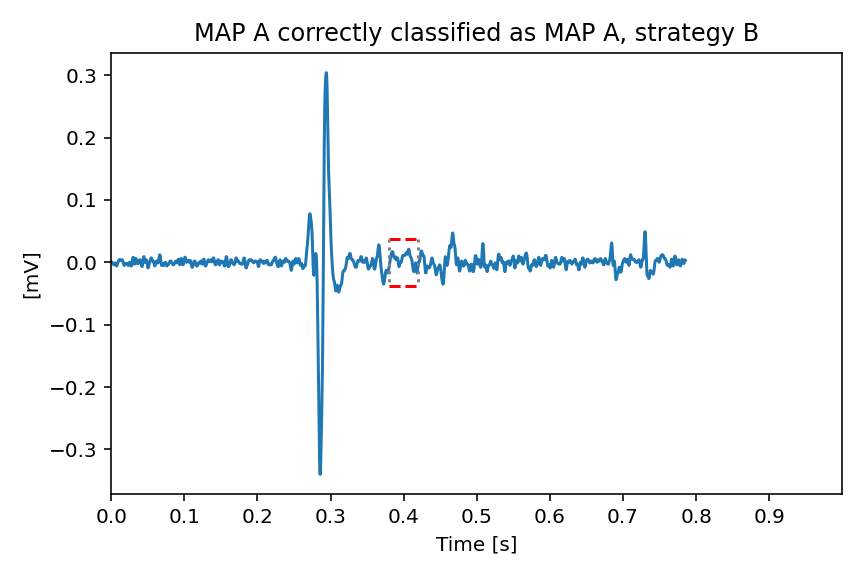 MAP A correctly classified as MAP A, strategy B
0.3
0.2
0.1
0.0
−0.1
−0.2
−0.3
[mV]
0.0 0.1 0.2 0.3 0.4 0.5 0.6 0.7 0.8 0.9
Time [s]